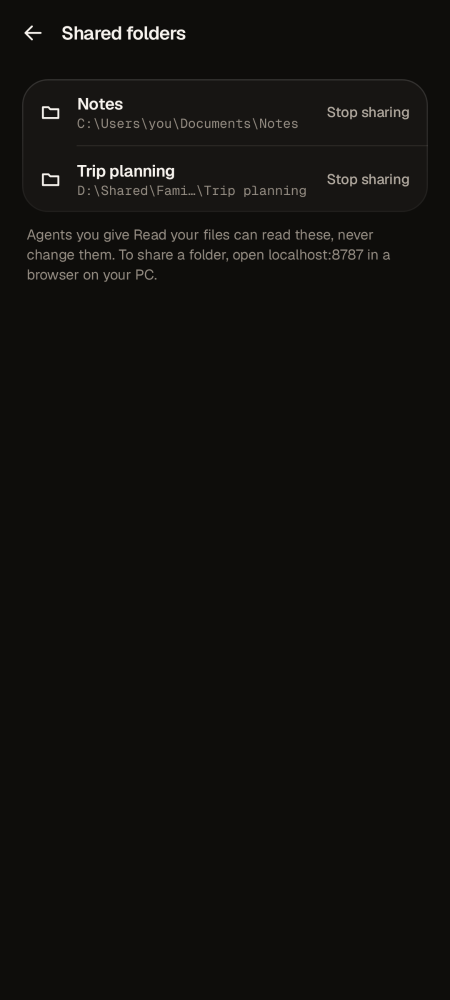 Shared folders
Notes
C:\Users\you\Documents\Notes
Stop sharing
Trip planning
D:\Shared\Fami…\Trip planning
Stop sharing
Agents you give Read your files can read these, never
change them. To share a folder, open localhost:8787 in a
browser on your PC.